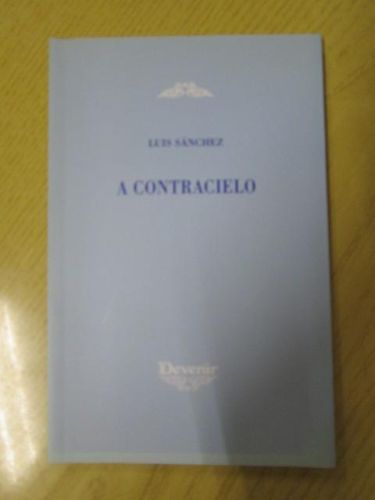 LUIS SÁNCHEZ
A CONTRACIELO
Devenir